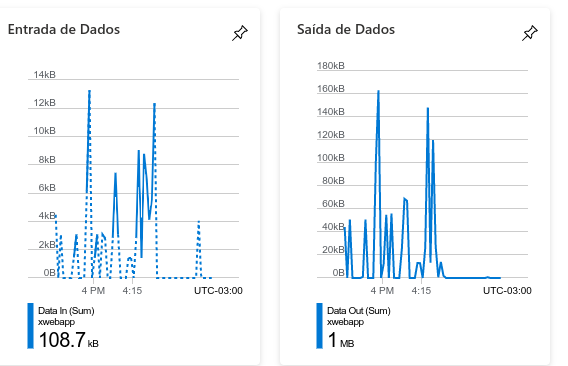 Entrada de Dados
14kB
12kB
10kB
8kB
6kB
4kB
2kB
0B
4 PM
4:15
UTC-03:00
Data In (Sum)
xwebapp
108.7 kB
Saída de Dados
180kB
160kB
140kB
120kB
100kB
80kB
60kB
40kB
20kB
0B
4 PM
4:15
UTC-03:00
Data Out (Sum)
xwebapp
1 MB